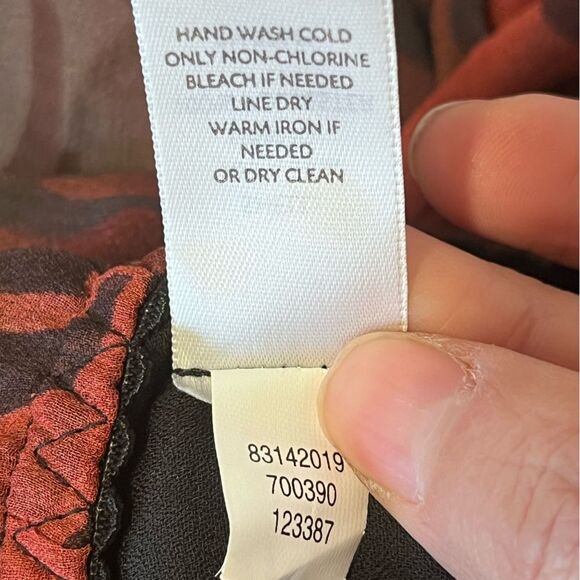 HAND WASH COLD
ONLY NON-CHLORINE
BLEACH IF NEEDED
LINE DRY
WARM IRON IF
NEEDED
OR DRY CLEAN
83142019
700390
123387